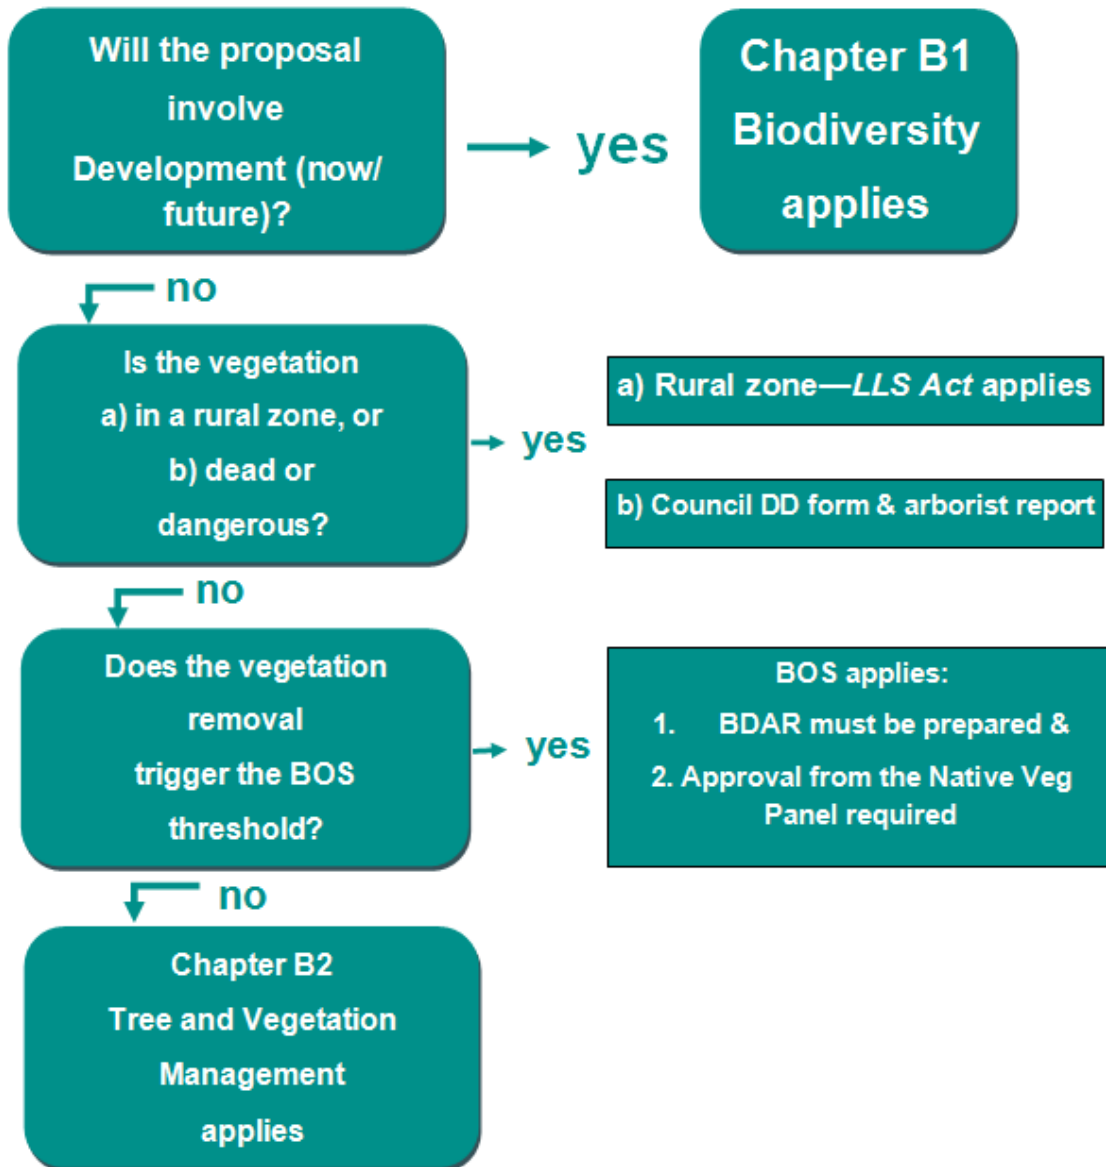 Will the proposal
involve
Development (now/
future)?
yes
Chapter B1
Biodiversity
applies
no
Is the vegetation
a) in a rural zone, or
b) dead or
dangerous?
yes
a) Rural zone—LLS Act applies
b) Council DD form & arborist report
no
Does the vegetation
removal
trigger the BOS
threshold?
yes
BOS applies:
1. BDAR must be prepared &
2. Approval from the Native Veg
Panel required
no
Chapter B2
Tree and Vegetation
Management
applies